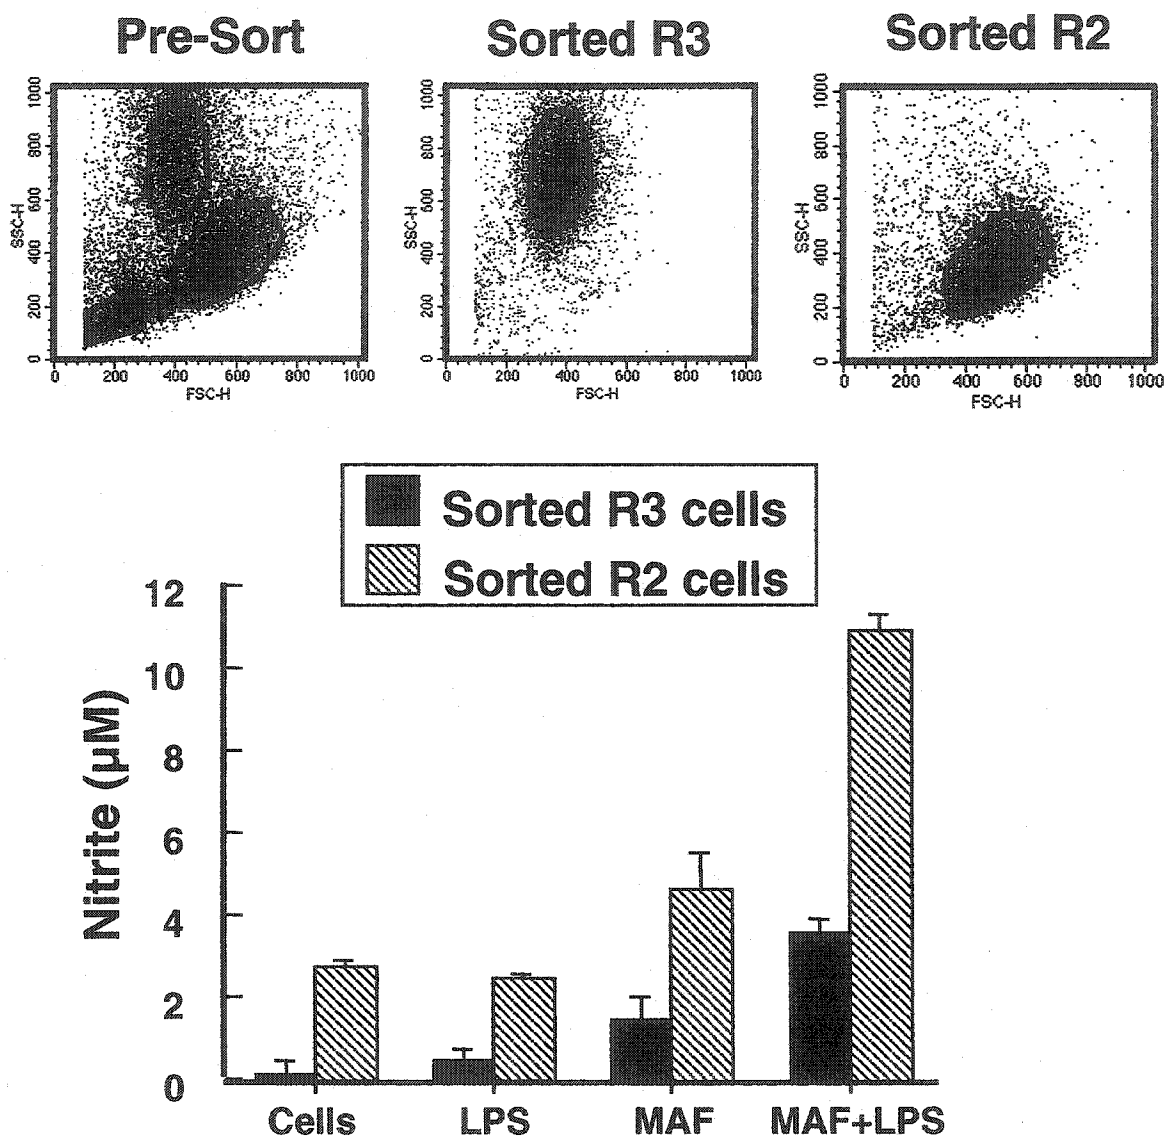 Pre-Sort
Sorted R3
Sorted R2
1000
800
600
400
200
0
SSC-H
0 200 400 600 800 1000
FSC-H
1000
800
600
400
200
0
SSC-H
0 200 400 600 800 1000
FSC-H
1000
800
600
400
200
0
SSC-H
0 200 400 600 800 1000
FSC-H
Sorted R3 cells
Sorted R2 cells
12
10
8
6
4
2
0
Nitrite (µM)
Cells LPS MAF MAF+LPS